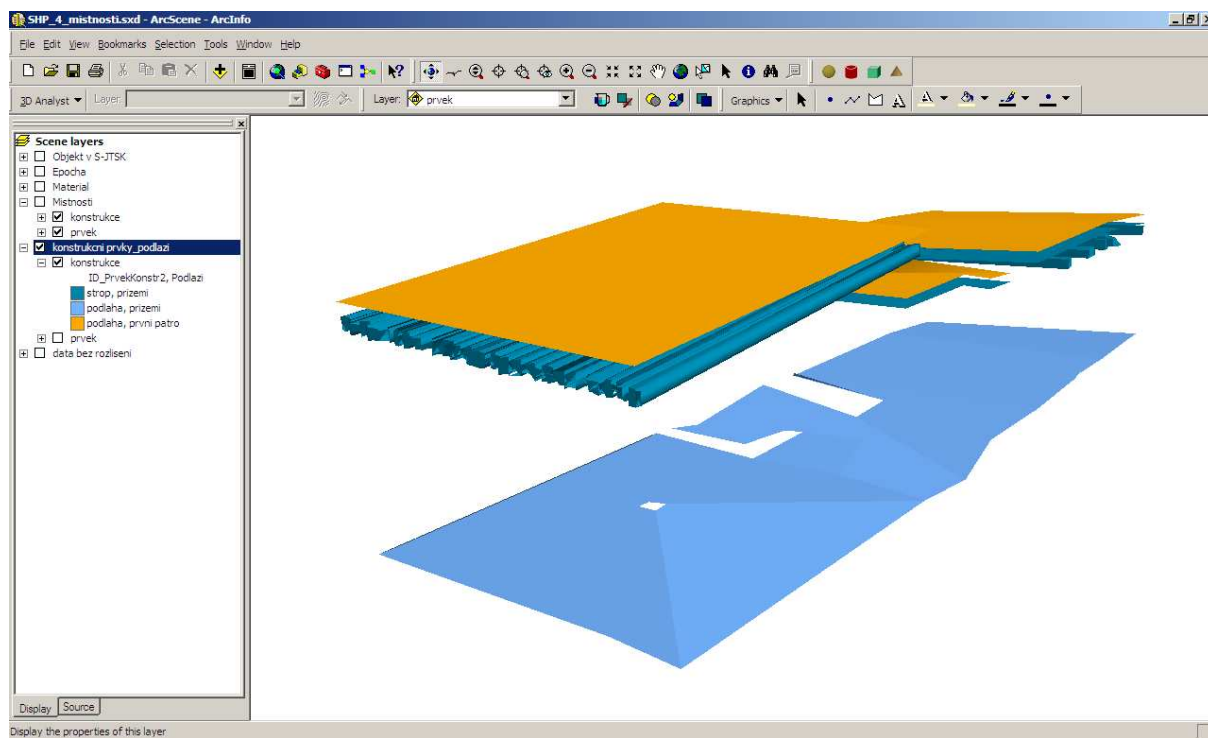 SHP_4_mistnosti.sxd - ArcScene - ArcInfo
File Edit View Bookmarks Selection Tools Window Help
3D Analyst Layer: Layer: prvek Graphics A A
Scene layers
Objekt v S-JTSK
Epocha
Material
Mistnosti
konstrukce
prvek
konstrukcni prvky_podlazi
konstrukce
ID_PrvekKonstr2, Podlazi
strop, prizemi
podlaha, prizemi
podlaha, prvni patro
prvek
data bez rozliseni
Display Source
Display the properties of this layer